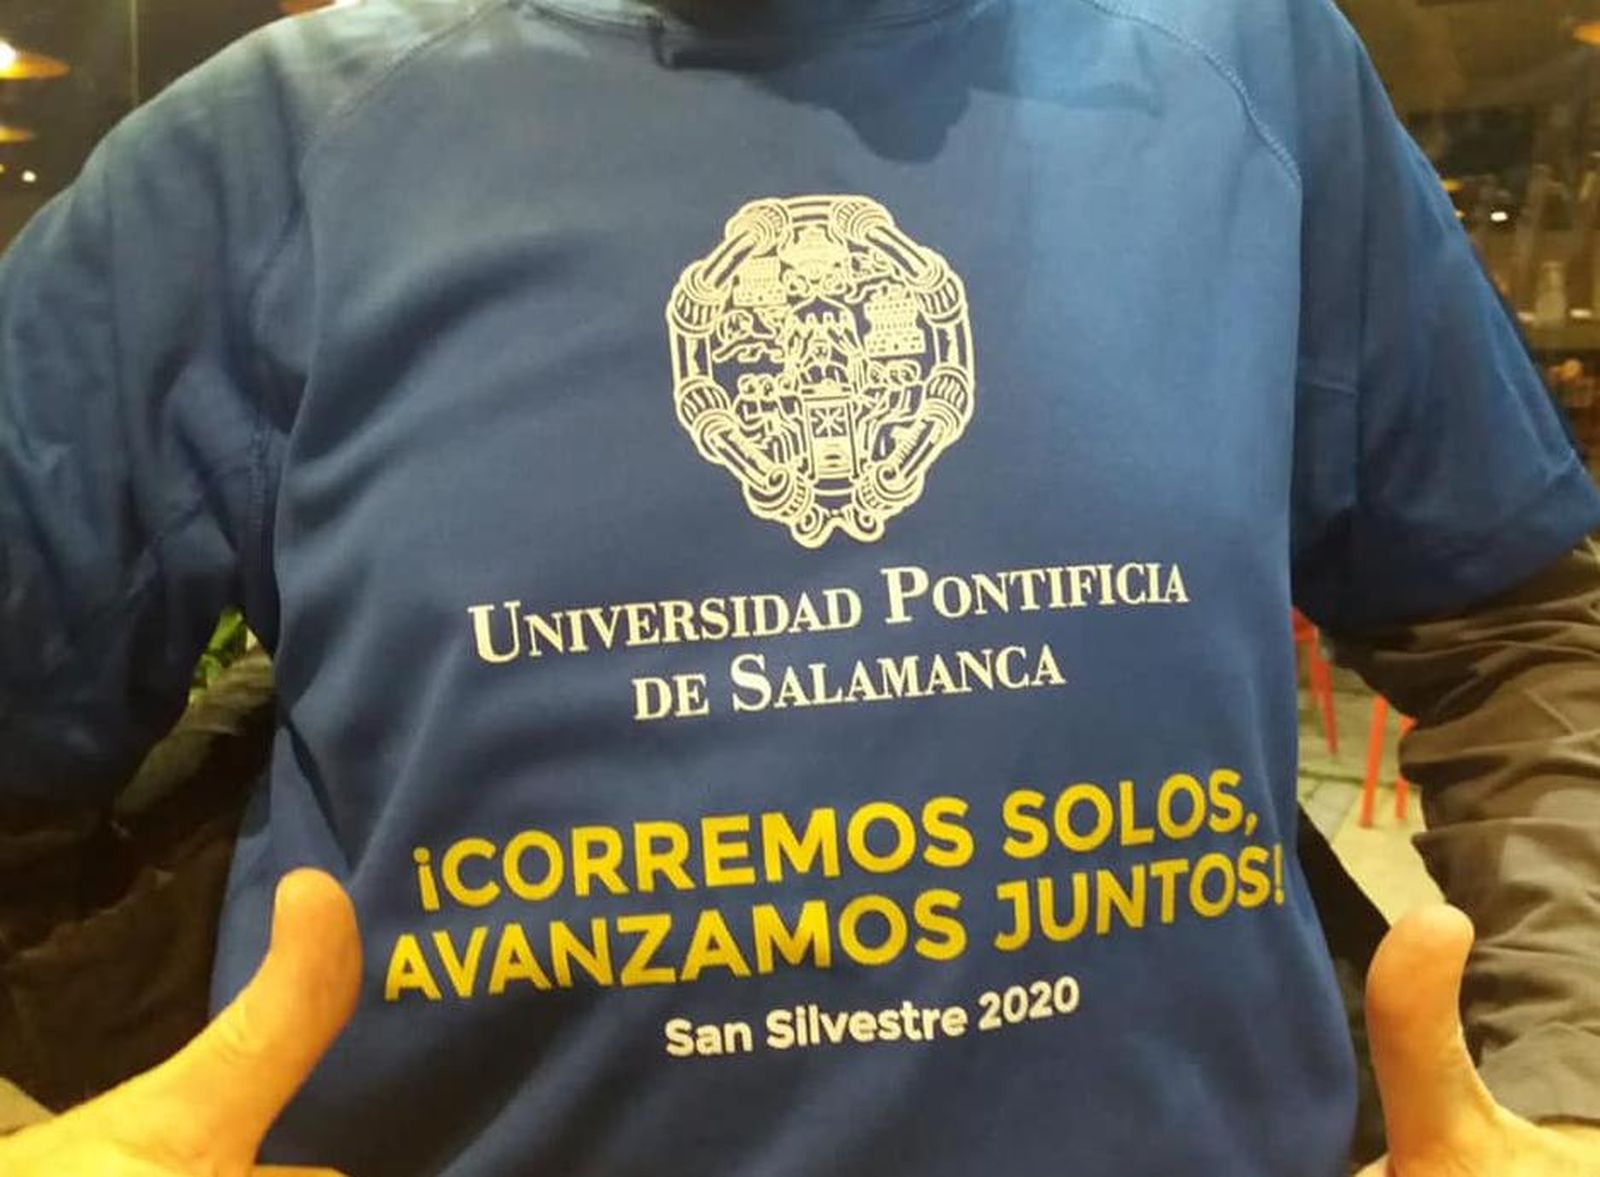 UNIVERSIDAD PONTIFICIA
DE SALAMANCA
¡CORREMOS SOLOS,
AVANZAMOS JUNTOS!
San Silvestre 2020